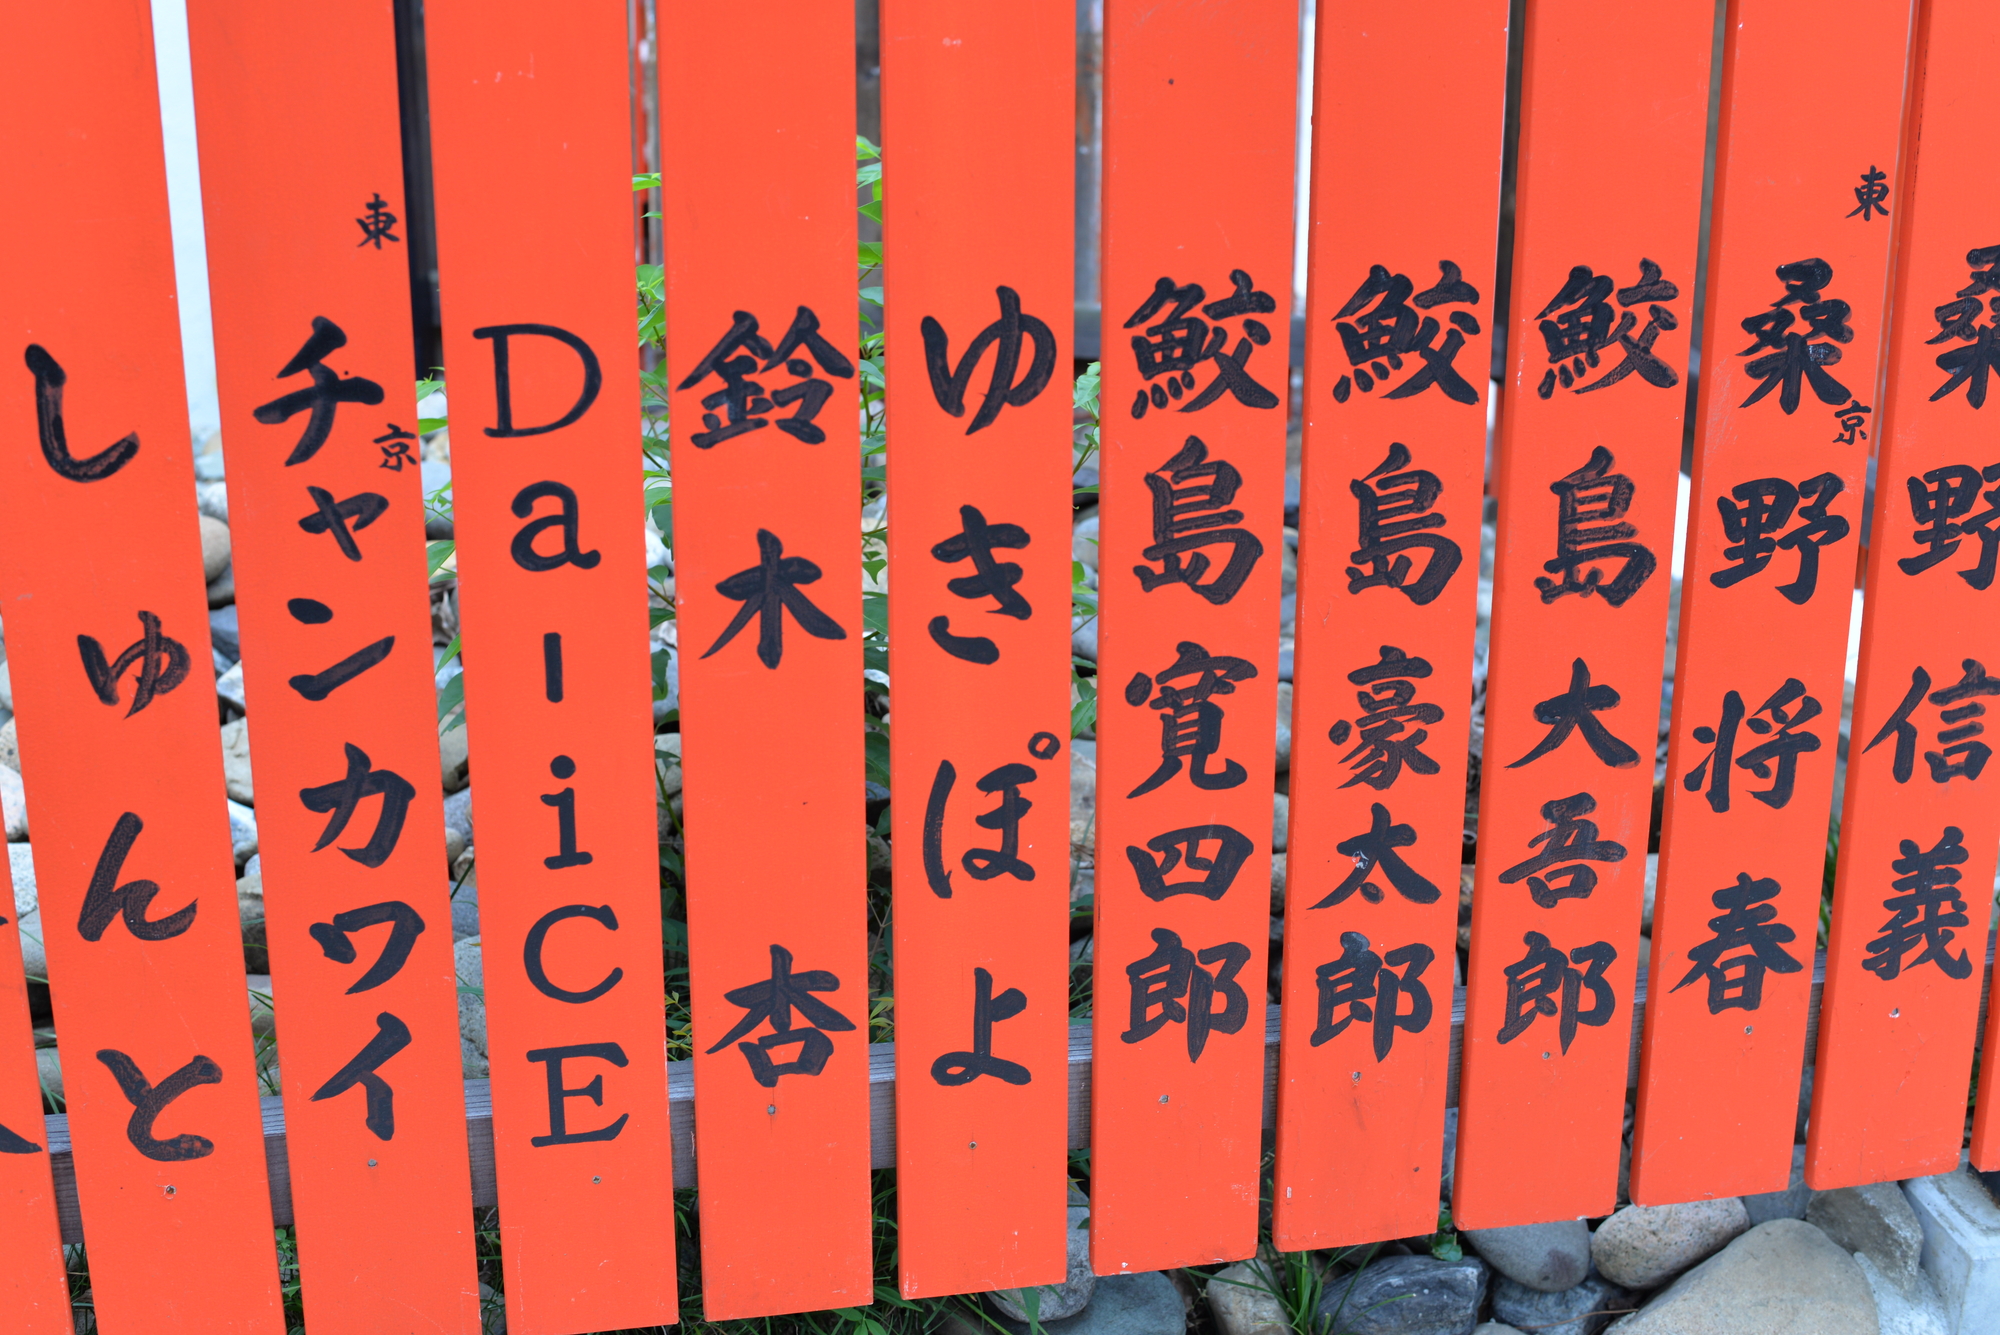 桑野信義
東京
桑野将春
鮫島大吾郎
鮫島豪太郎
鮫島寛四郎
ゆきぽよ
鈴木杏
Da-iCE
東京
チャンカワイ
しゅんと